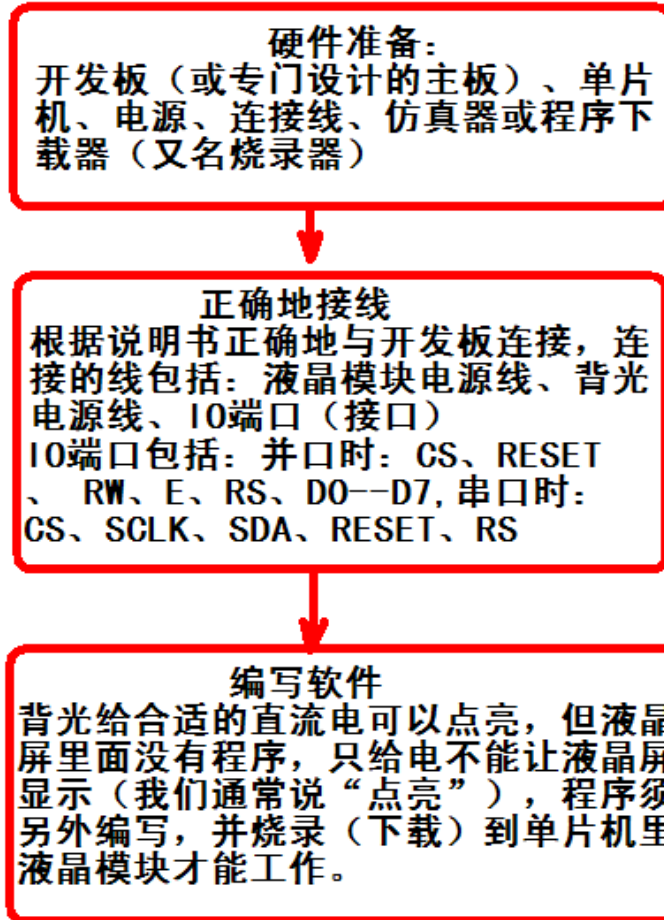 硬件准备：
开发板（或专门设计的主板）、单片
机、电源、连接线、仿真器或程序下
载器（又名烧录器）
正确地接线
根据说明书正确地与开发板连接，连
接的线包括：液晶模块电源线、背光
电源线、IO端口（接口）
IO端口包括：并口时：CS、RESET
、 RW、E、RS、D0--D7,串口时：
CS、SCLK、SDA、RESET、RS
编写软件
背光给合适的直流电可以点亮，但液晶
屏里面没有程序，只给电不能让液晶屏
显示（我们通常说“点亮”），程序须
另外编写，并烧录（下载）到单片机里
液晶模块才能工作。